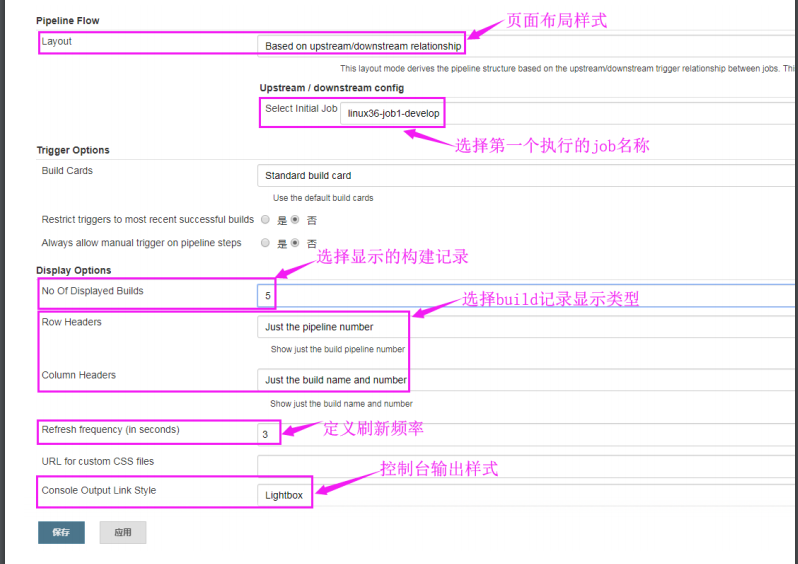 Pipeline Flow
页面布局样式
Layout
Based on upstream/downstream relationship
This layout mode derives the pipeline structure based on the upstream/downstream trigger relationship between jobs. Thi
Upstream / downstream config
Select Initial Job
linux36-job1-develop
选择第一个执行的job名称
Trigger Options
Build Cards
Standard build card
Use the default build cards
Restrict triggers to most recent successful builds 是 否
Always allow manual trigger on pipeline steps 是 否
选择显示的构建记录
Display Options
No Of Displayed Builds
5
选择build记录显示类型
Row Headers
Just the pipeline number
Show just the build pipeline number
Column Headers
Just the build name and number
Show just the build name and number
Refresh frequency (in seconds)
3
定义刷新频率
URL for custom CSS files
控制台输出样式
Console Output Link Style
Lightbox
保存 应用